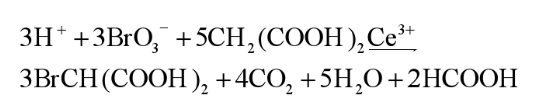 3H⁺ +3BrO₃⁻ +5CH₂(COOH)₂ Ce³⁺
3BrCH(COOH)₂ +4CO₂ +5H₂O+2HCOOH